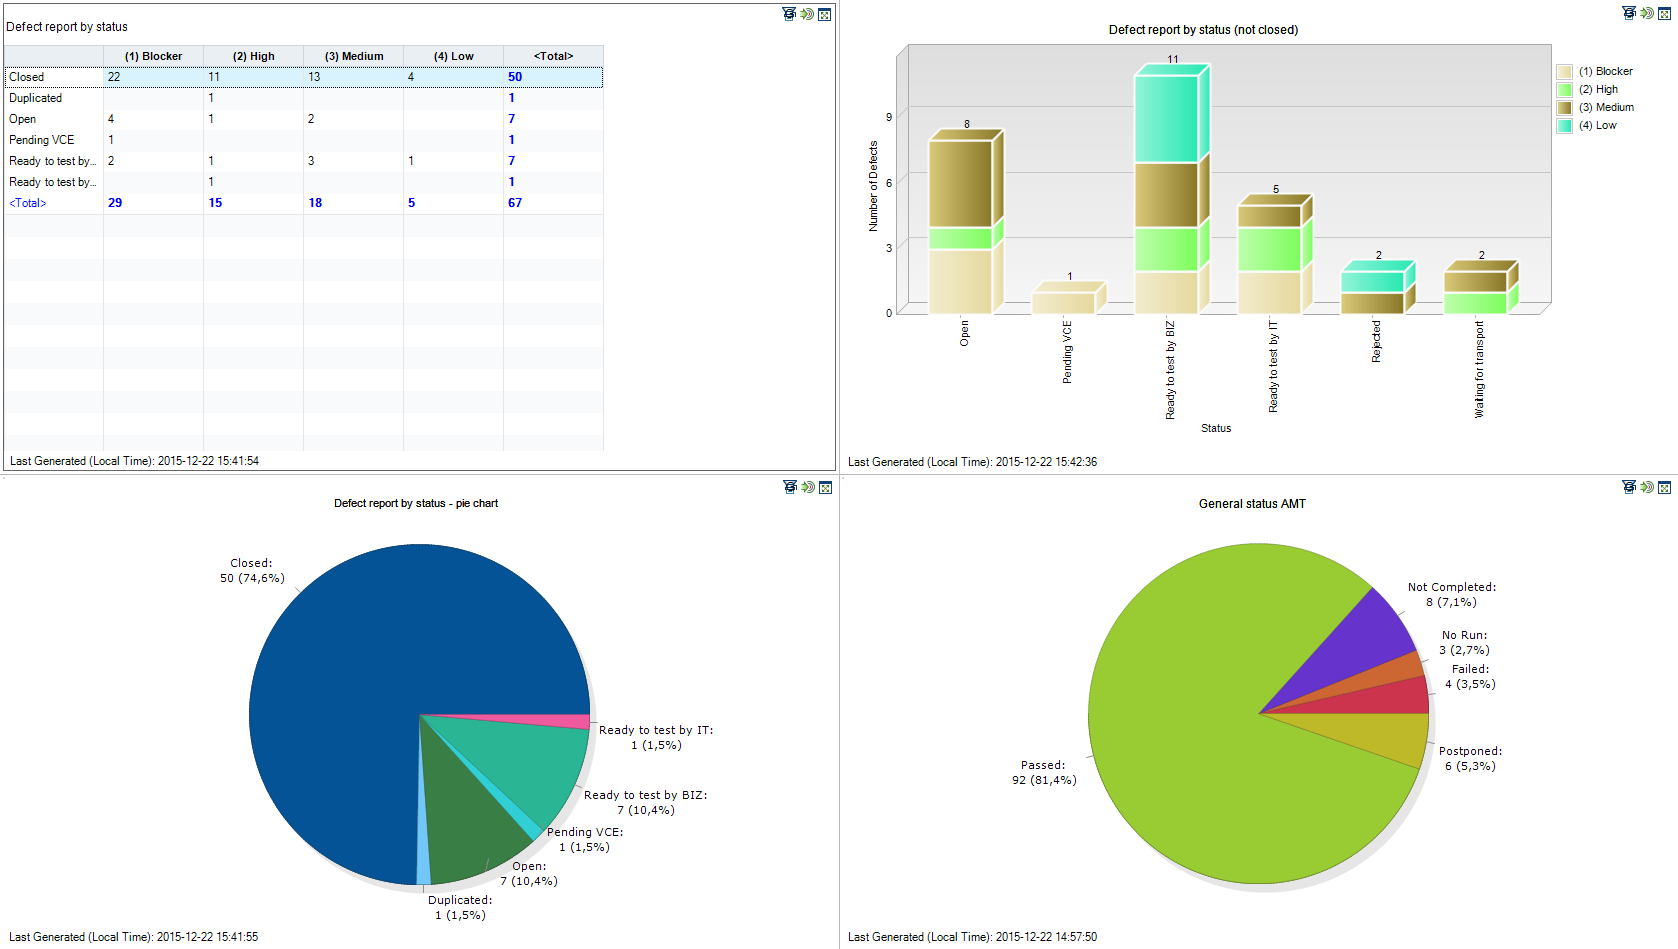 Defect report by status
(1) Blocker (2) High (3) Medium (4) Low <Total>
Closed 22 11 13 4 50
Duplicated 1 1
Open 4 1 2 7
Pending VCE 1 1
Ready to test by... 2 1 3 1 7
Ready to test by... 1 1
<Total> 29 15 18 5 67
Last Generated (Local Time): 2015-12-22 15:41:54
Defect report by status (not closed)
(1) Blocker
(2) High
(3) Medium
(4) Low
Number of Defects
9
6
3
0
8
1
11
5
2
2
Open
Pending VCE
Ready to test by BIZ
Ready to test by IT
Rejected
Waiting for transport
Status
Last Generated (Local Time): 2015-12-22 15:42:36
Defect report by status - pie chart
Closed:
50 (74,6%)
Ready to test by IT:
1 (1,5%)
Ready to test by BIZ:
7 (10,4%)
Pending VCE:
1 (1,5%)
Open:
7 (10,4%)
Duplicated:
1 (1,5%)
Last Generated (Local Time): 2015-12-22 15:41:55
General status AMT
Not Completed:
8 (7,1%)
No Run:
3 (2,7%)
Failed:
4 (3,5%)
Postponed:
6 (5,3%)
Passed:
92 (81,4%)
Last Generated (Local Time): 2015-12-22 14:57:50